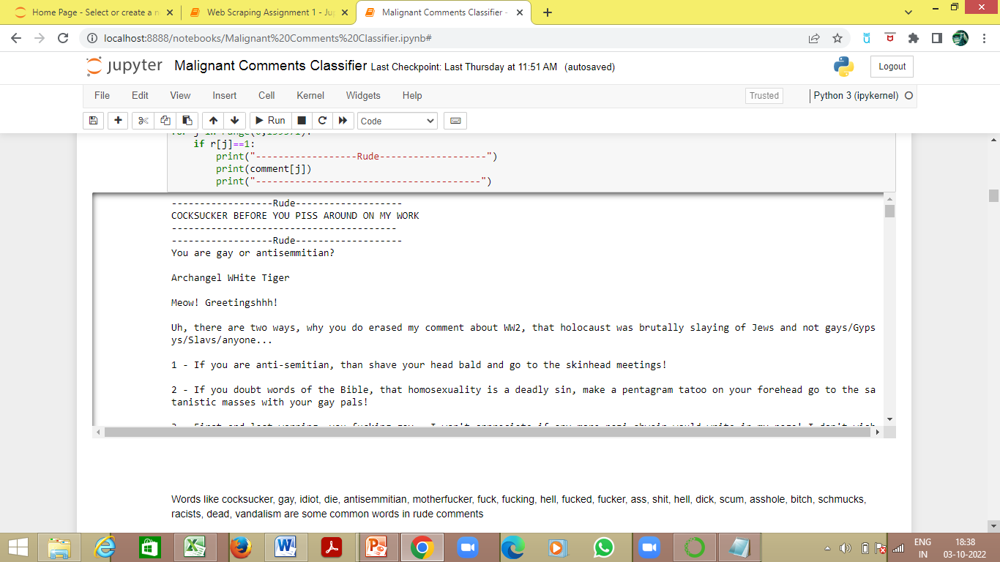 Home Page - Select or create a n
Web Scraping Assignment 1 - Ju
Malignant Comments Classifier -
localhost:8888/notebooks/Malignant%20Comments%20Classifier.ipynb#
jupyter Malignant Comments Classifier Last Checkpoint: Last Thursday at 11:51 AM (autosaved)
Logout
File Edit View Insert Cell Kernel Widgets Help
Trusted
Python 3 (ipykernel)
Run
Code
if r[j]==1:
print("------------------Rude-------------------")
print(comment[j])
print("----------------------------------------")
------------------Rude-------------------
COCKSUCKER BEFORE YOU PISS AROUND ON MY WORK
----------------------------------------
------------------Rude-------------------
You are gay or antisemmitian?
Archangel WHite Tiger
Meow! Greetingshhh!
Uh, there are two ways, why you do erased my comment about WW2, that holocaust was brutally slaying of Jews and not gays/Gyps
ys/Slavs/anyone...
1 - If you are anti-semitian, than shave your head bald and go to the skinhead meetings!
2 - If you doubt words of the Bible, that homosexuality is a deadly sin, make a pentagram tatoo on your forehead go to the sa
tanistic masses with your gay pals!
Words like cocksucker, gay, idiot, die, antisemmitian, motherfucker, fuck, fucking, hell, fucked, fucker, ass, shit, hell, dick, scum, asshole, bitch, schmucks,
racists, dead, vandalism are some common words in rude comments
ENG
IN
18:38
03-10-2022